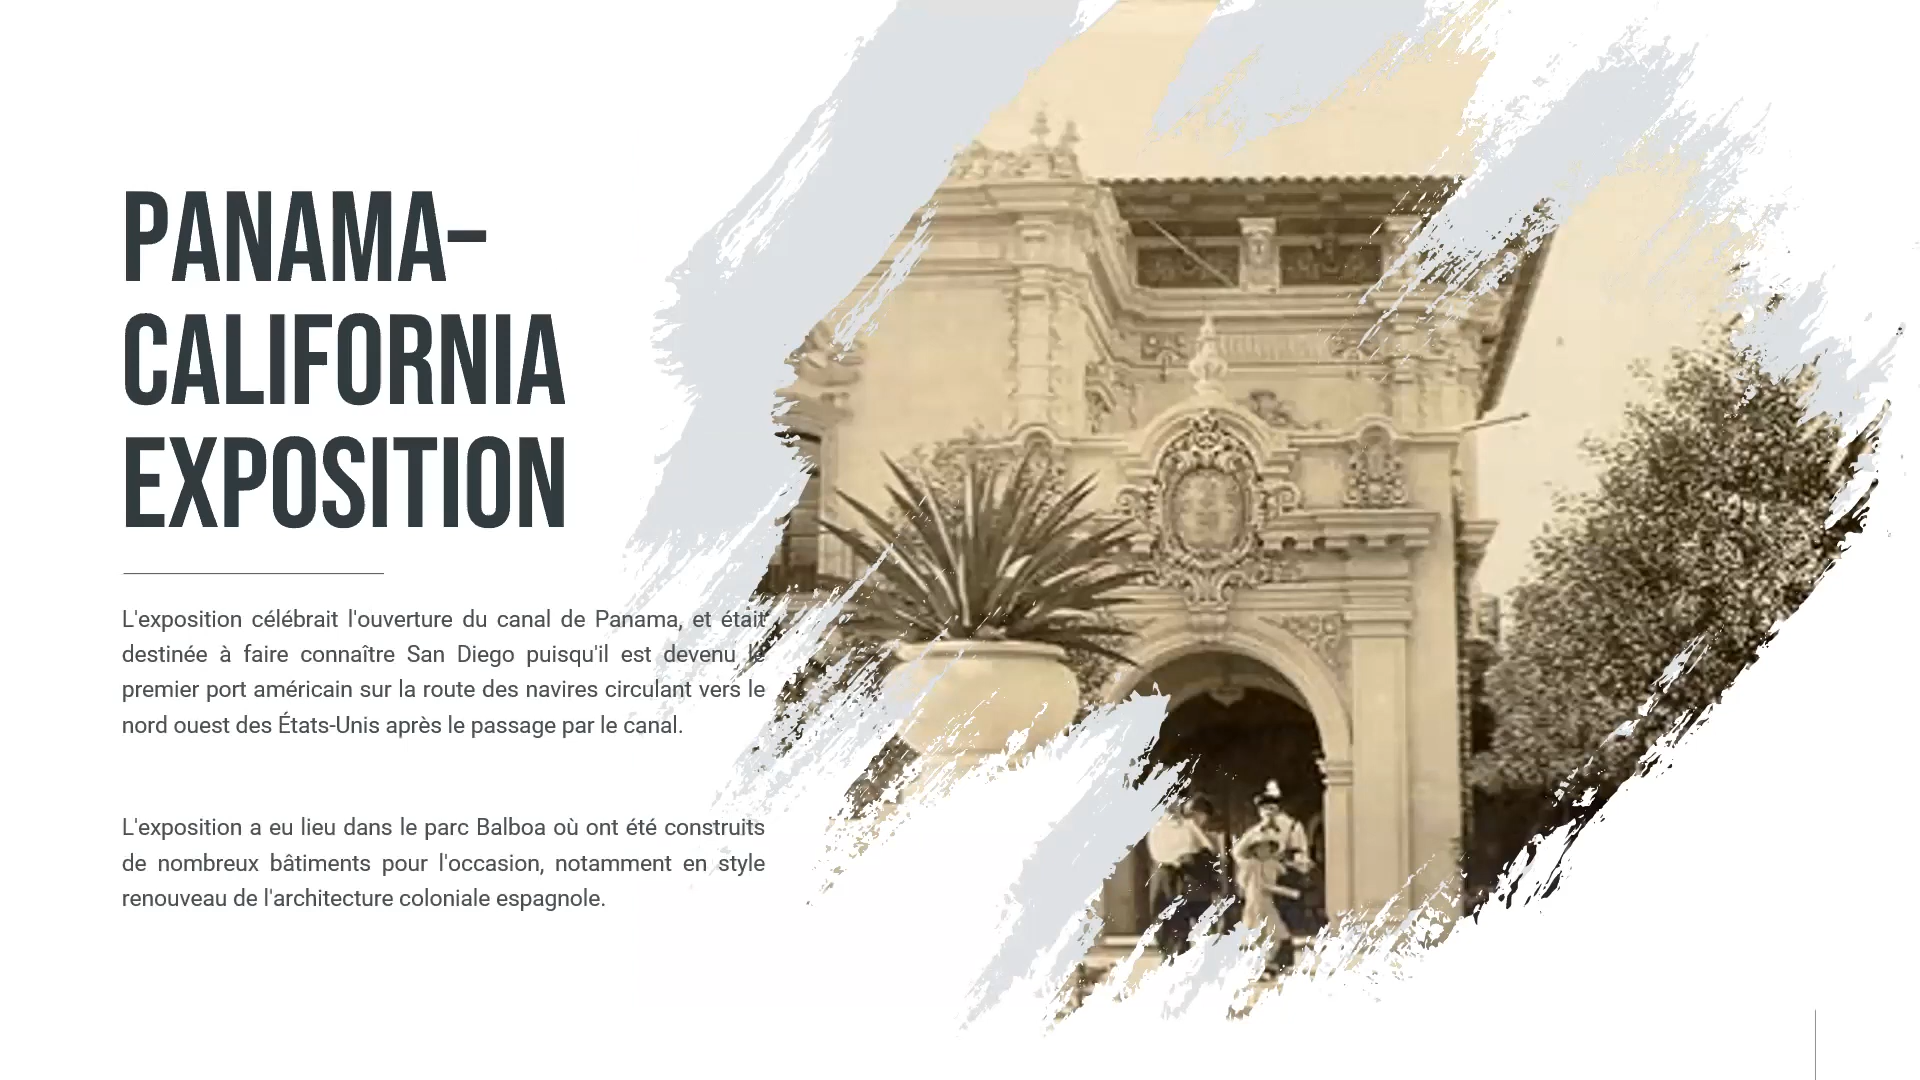 PANAMA–
CALIFORNIA
EXPOSITION
L'exposition célébrait l'ouverture du canal de Panama, et était
destinée à faire connaître San Diego puisqu'il est devenu le
premier port américain sur la route des navires circulant vers le
nord ouest des États-Unis après le passage par le canal.
L'exposition a eu lieu dans le parc Balboa où ont été construits
de nombreux bâtiments pour l'occasion, notamment en style
renouveau de l'architecture coloniale espagnole.